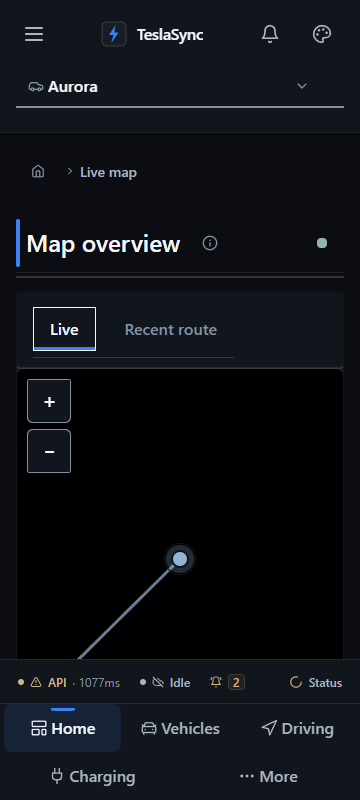 TeslaSync
Aurora
Live map
Map overview
Live
Recent route
+
−
API · 1077ms
Idle
2
Status
Home
Vehicles
Driving
Charging
More